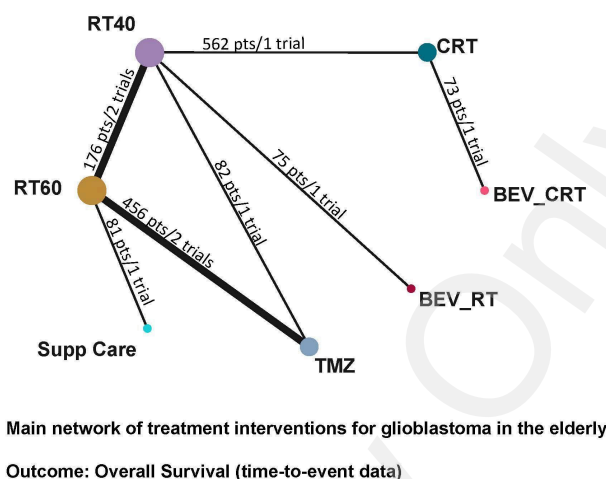 RT40
562 pts/1 trial
CRT
176 pts/2 trials
82 pts/1 trial
75 pts/1 trial
73 pts/1 trial
RT60
456 pts/2 trials
BEV_CRT
81 pts/1 trial
BEV_RT
Supp Care
TMZ
Main network of treatment interventions for glioblastoma in the elderly
Outcome: Overall Survival (time-to-event data)